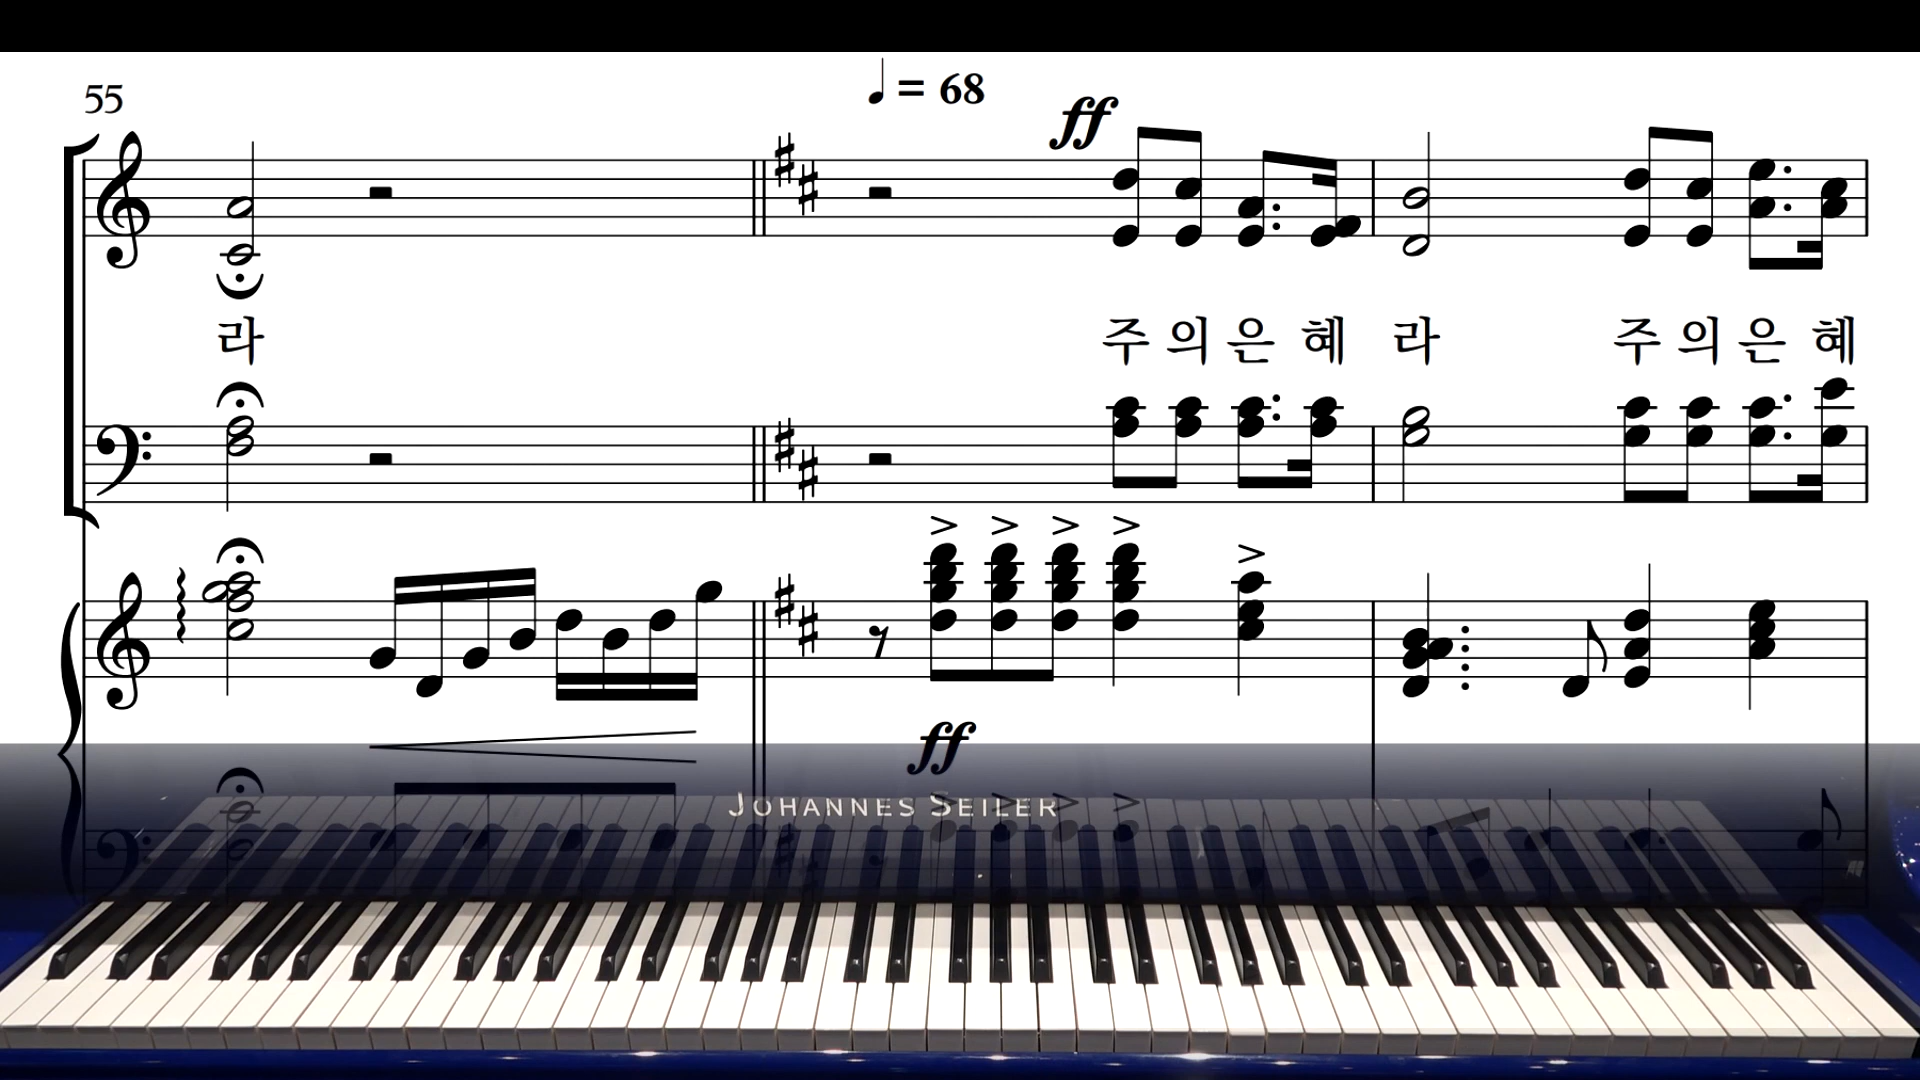 55
♩ = 68
ff
라 주 의 은 혜 라 주 의 은 혜
ff
JOHANNES SEILER